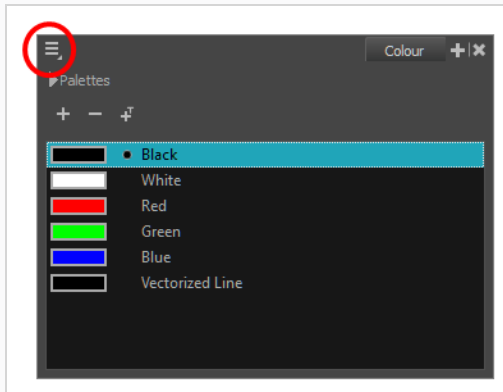 Colour
Palettes
Black
White
Red
Green
Blue
Vectorized Line